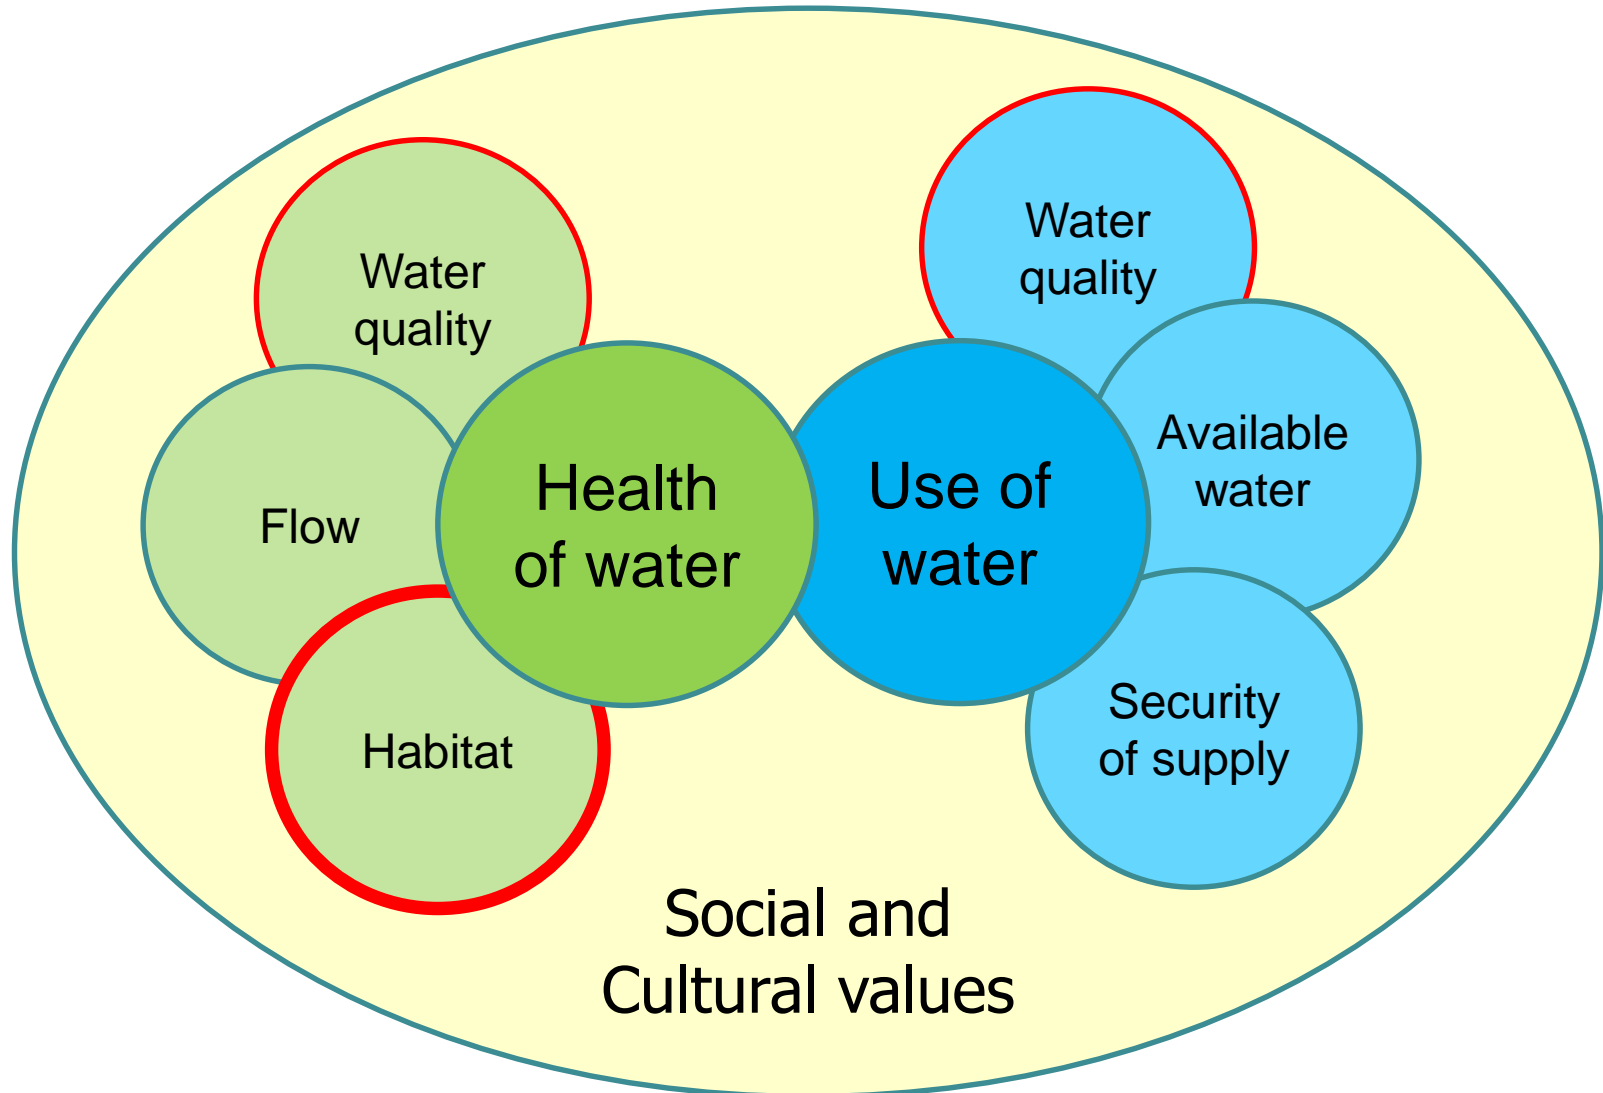 Water
quality
Flow
Habitat
Health
of water
Use of
water
Water
quality
Available
water
Security
of supply
Social and
Cultural values